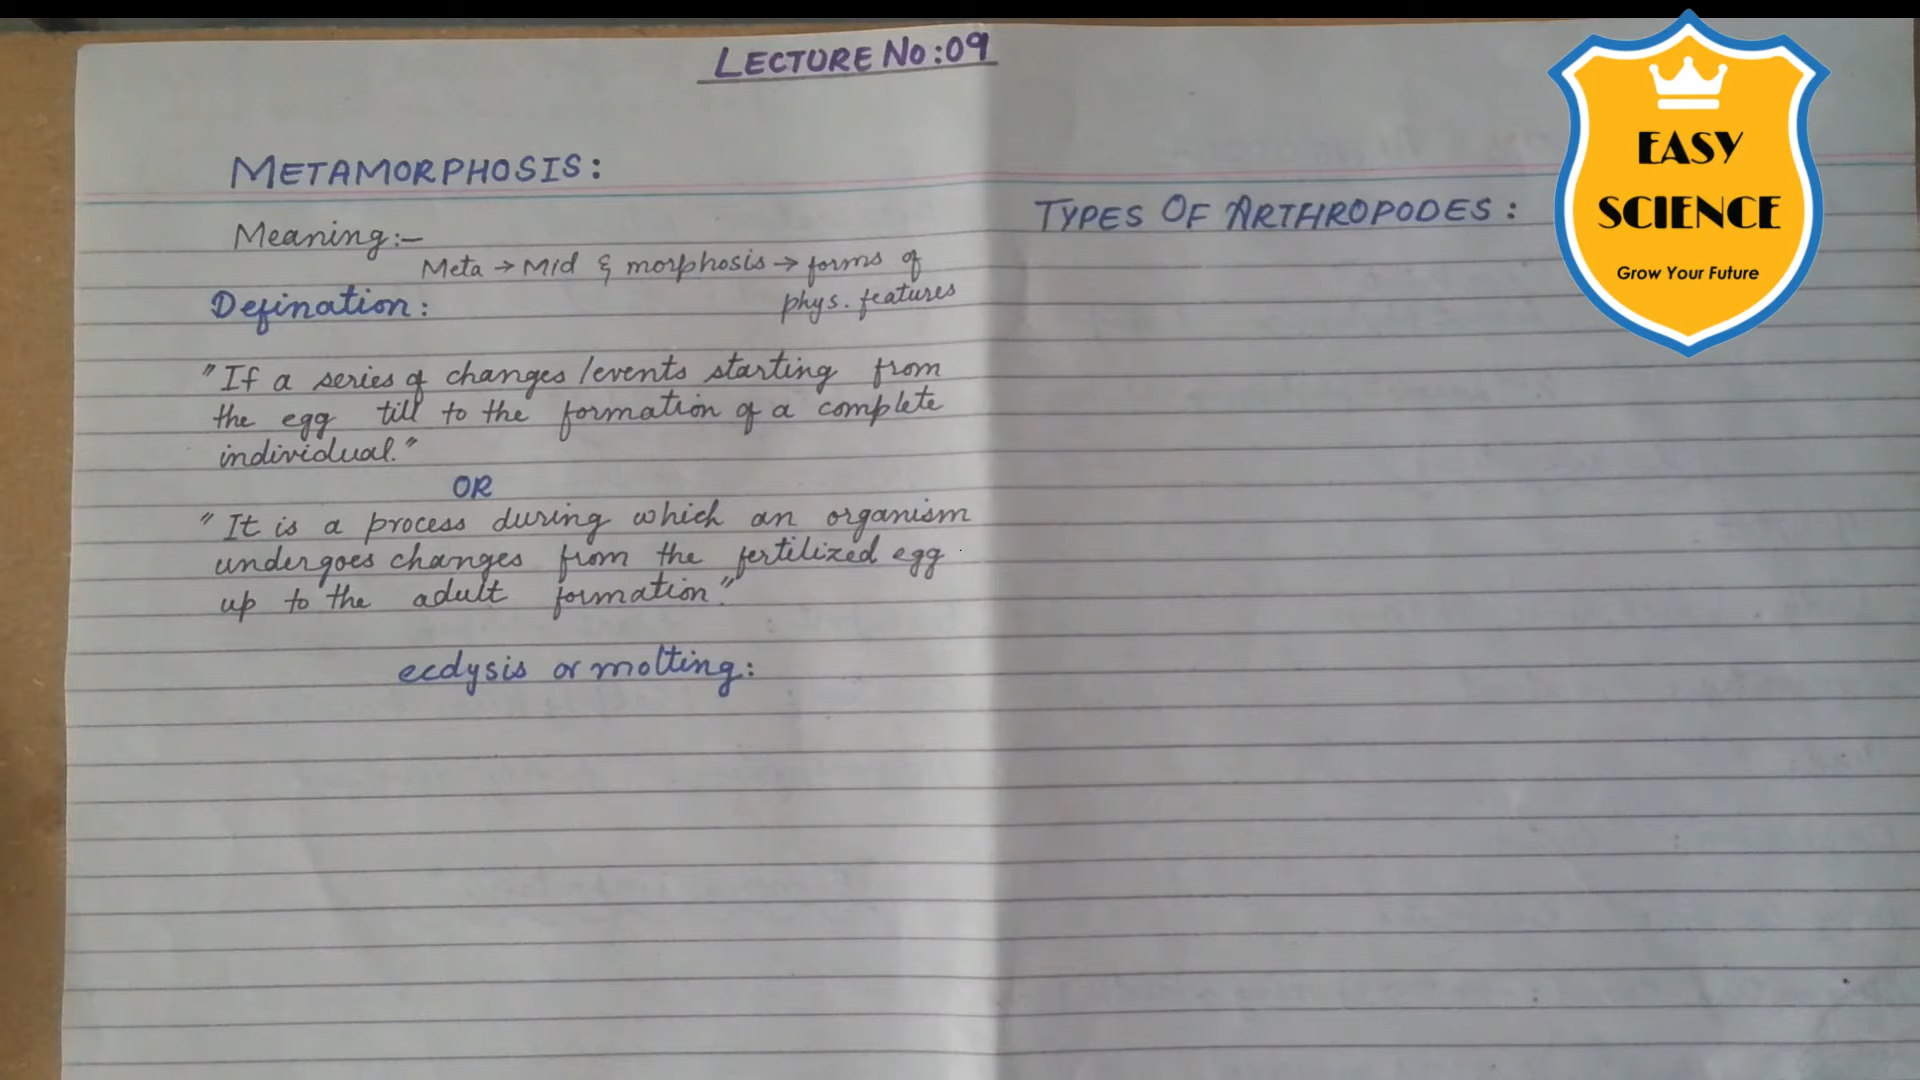 LECTURE No:09
METAMORPHOSIS:
Meaning:-
Meta → Mid & morphosis → forms of
phys. features
Defination:
"If a series of changes/events starting from
the egg till to the formation of a complete
individual."
OR
"It is a process during which an organism
undergoes changes from the fertilized egg
up to the adult formation."
ecdysis or molting:
TYPES OF ARTHROPODES:
EASY
SCIENCE
Grow Your Future